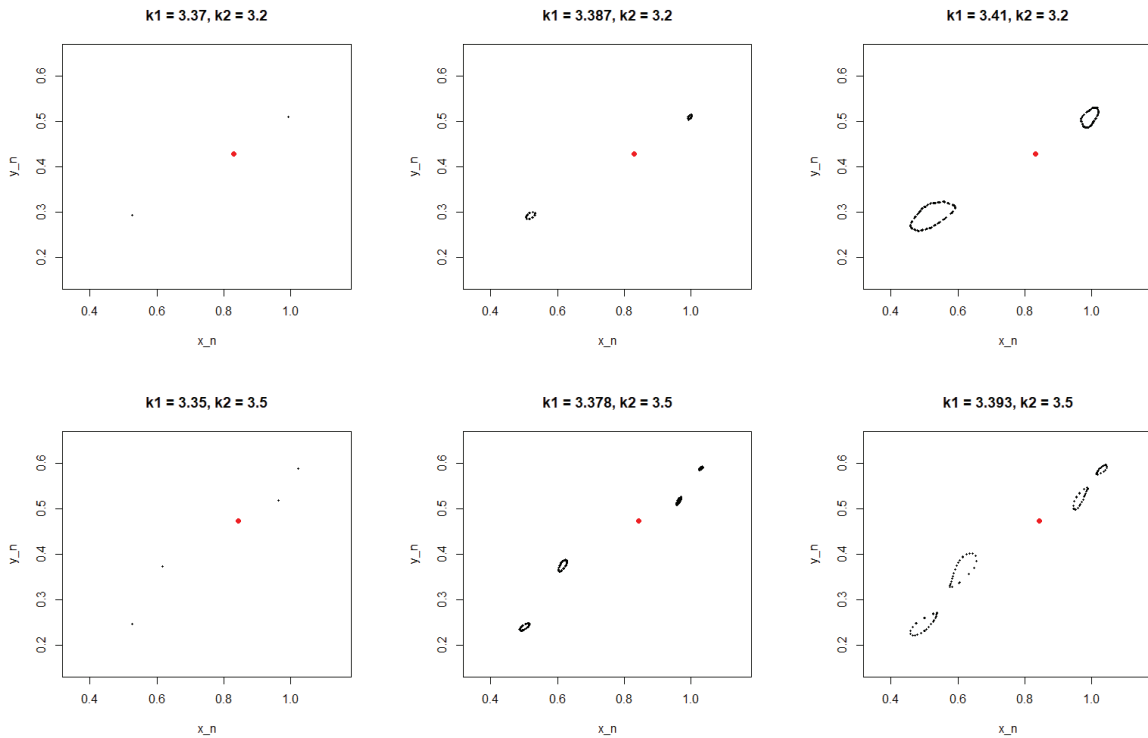 k1 = 3.37, k2 = 3.2
y_n
0.6
0.5
0.4
0.3
0.2
0.4 0.6 0.8 1.0
x_n
k1 = 3.387, k2 = 3.2
y_n
0.6
0.5
0.4
0.3
0.2
0.4 0.6 0.8 1.0
x_n
k1 = 3.41, k2 = 3.2
y_n
0.6
0.5
0.4
0.3
0.2
0.4 0.6 0.8 1.0
x_n
k1 = 3.35, k2 = 3.5
y_n
0.6
0.5
0.4
0.3
0.2
0.4 0.6 0.8 1.0
x_n
k1 = 3.378, k2 = 3.5
y_n
0.6
0.5
0.4
0.3
0.2
0.4 0.6 0.8 1.0
x_n
k1 = 3.393, k2 = 3.5
y_n
0.6
0.5
0.4
0.3
0.2
0.4 0.6 0.8 1.0
x_n